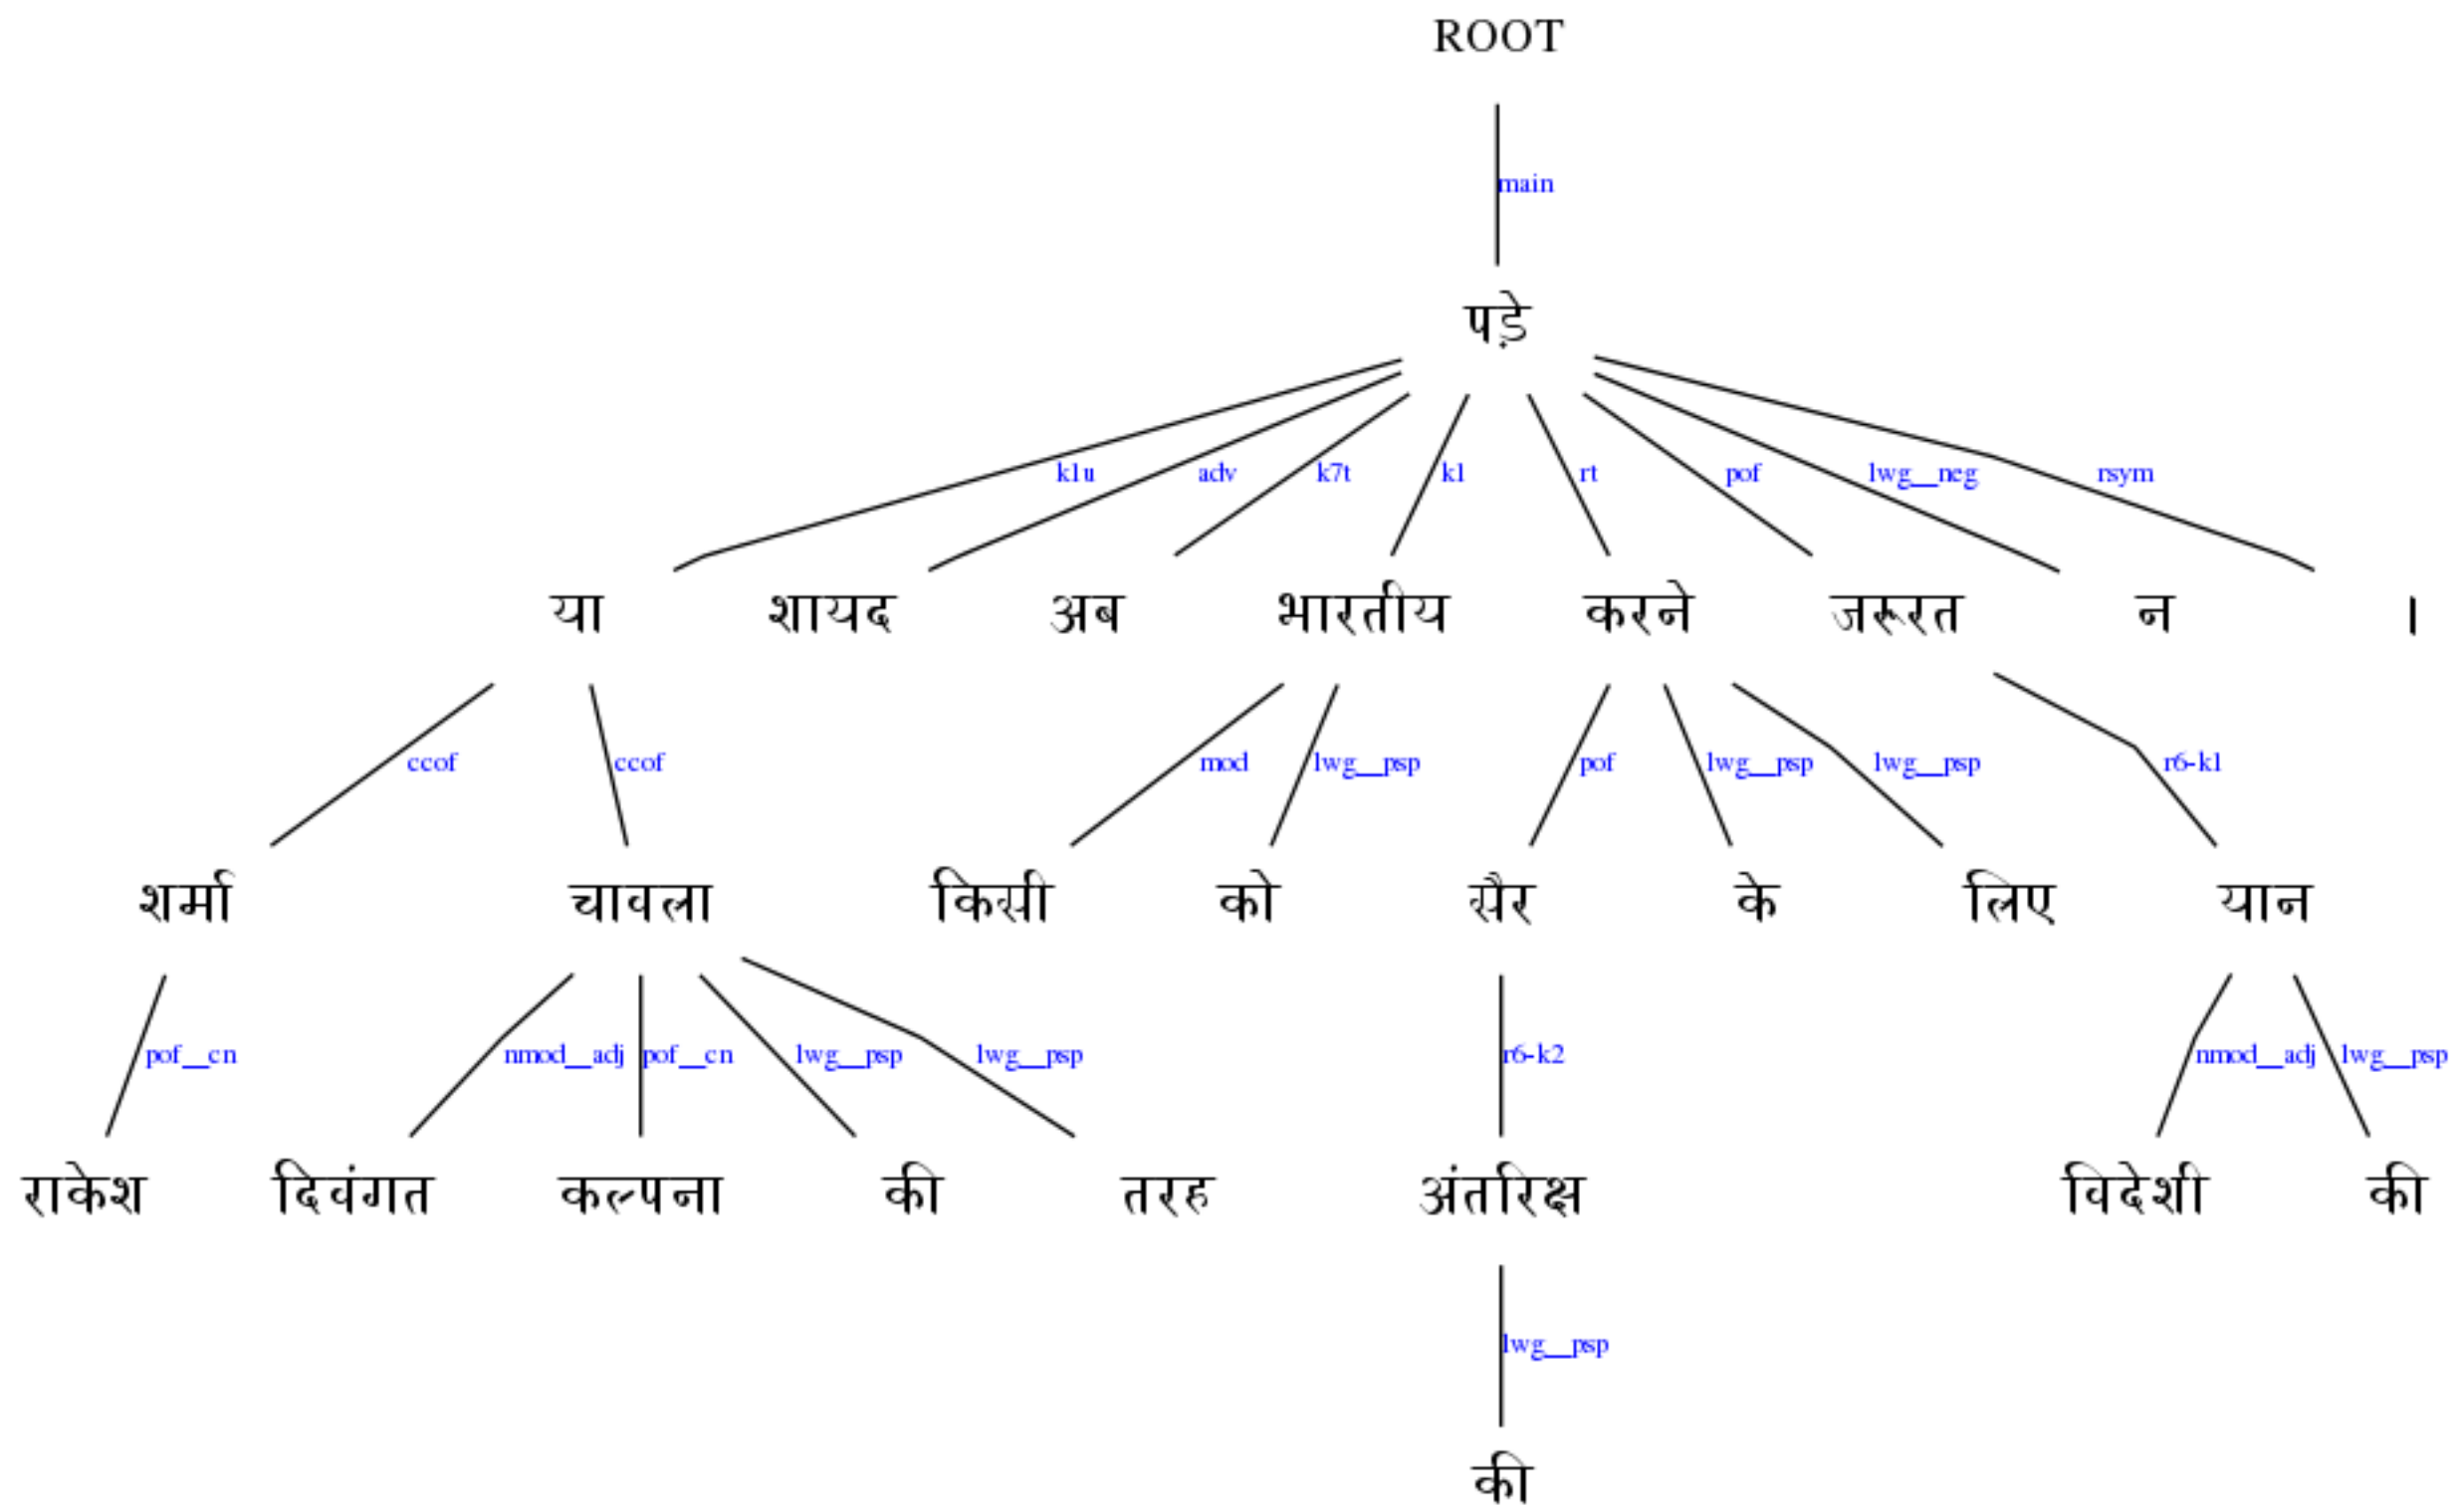 ROOT
main
पड़े
k1u adv k7t k1 rt pof lwg__neg rsym
या शायद अब भारतीय करने जरूरत न ।
ccof ccof mod lwg__psp pof lwg__psp lwg__psp r6-k1
शर्मा चावला किसी को सैर के लिए यान
pof__cn nmod__adj pof__cn lwg__psp lwg__psp r6-k2 nmod__adj lwg__psp
राकेश दिवंगत कल्पना की तरह अंतरिक्ष विदेशी की
lwg__psp
की